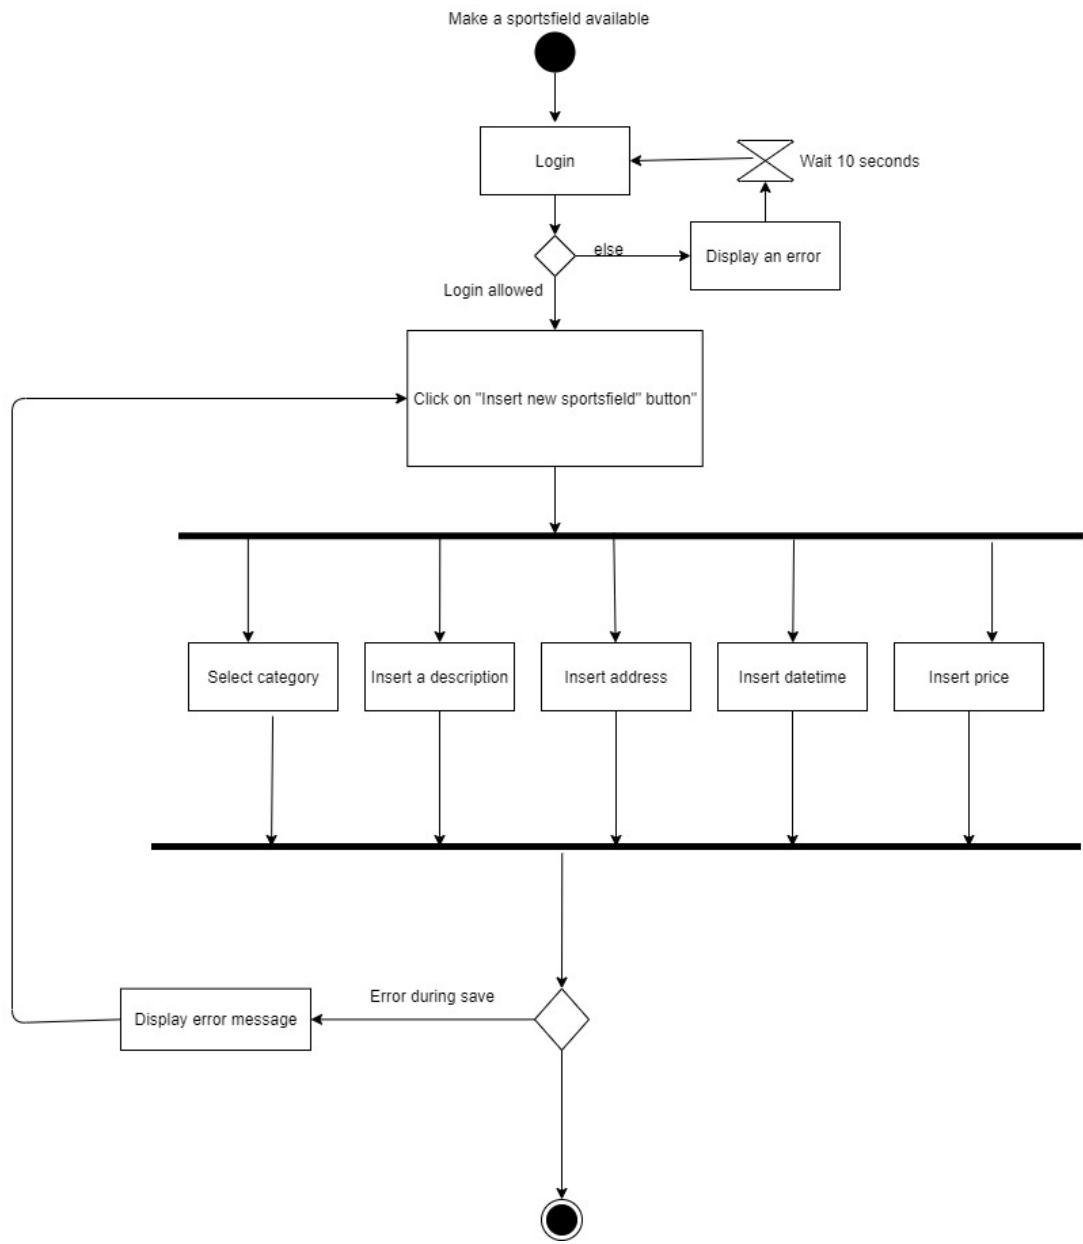 Make a sportsfield available
Login
Wait 10 seconds
else
Display an error
Login allowed
Click on "Insert new sportsfield" button"
Select category
Insert a description
Insert address
Insert datetime
Insert price
Error during save
Display error message